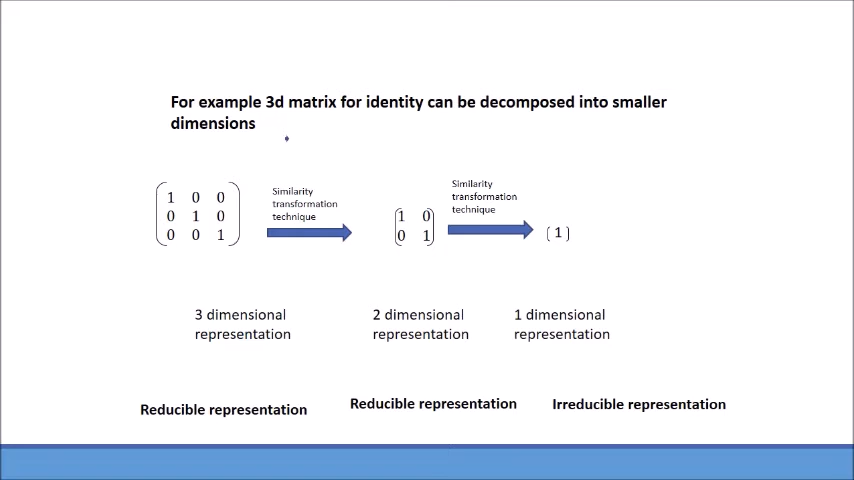 For example 3d matrix for identity can be decomposed into smaller
dimensions
1 0 0
0 1 0
0 0 1
Similarity
transformation
technique
1 0
0 1
Similarity
transformation
technique
( 1 )
3 dimensional
representation
2 dimensional
representation
1 dimensional
representation
Reducible representation
Reducible representation
Irreducible representation